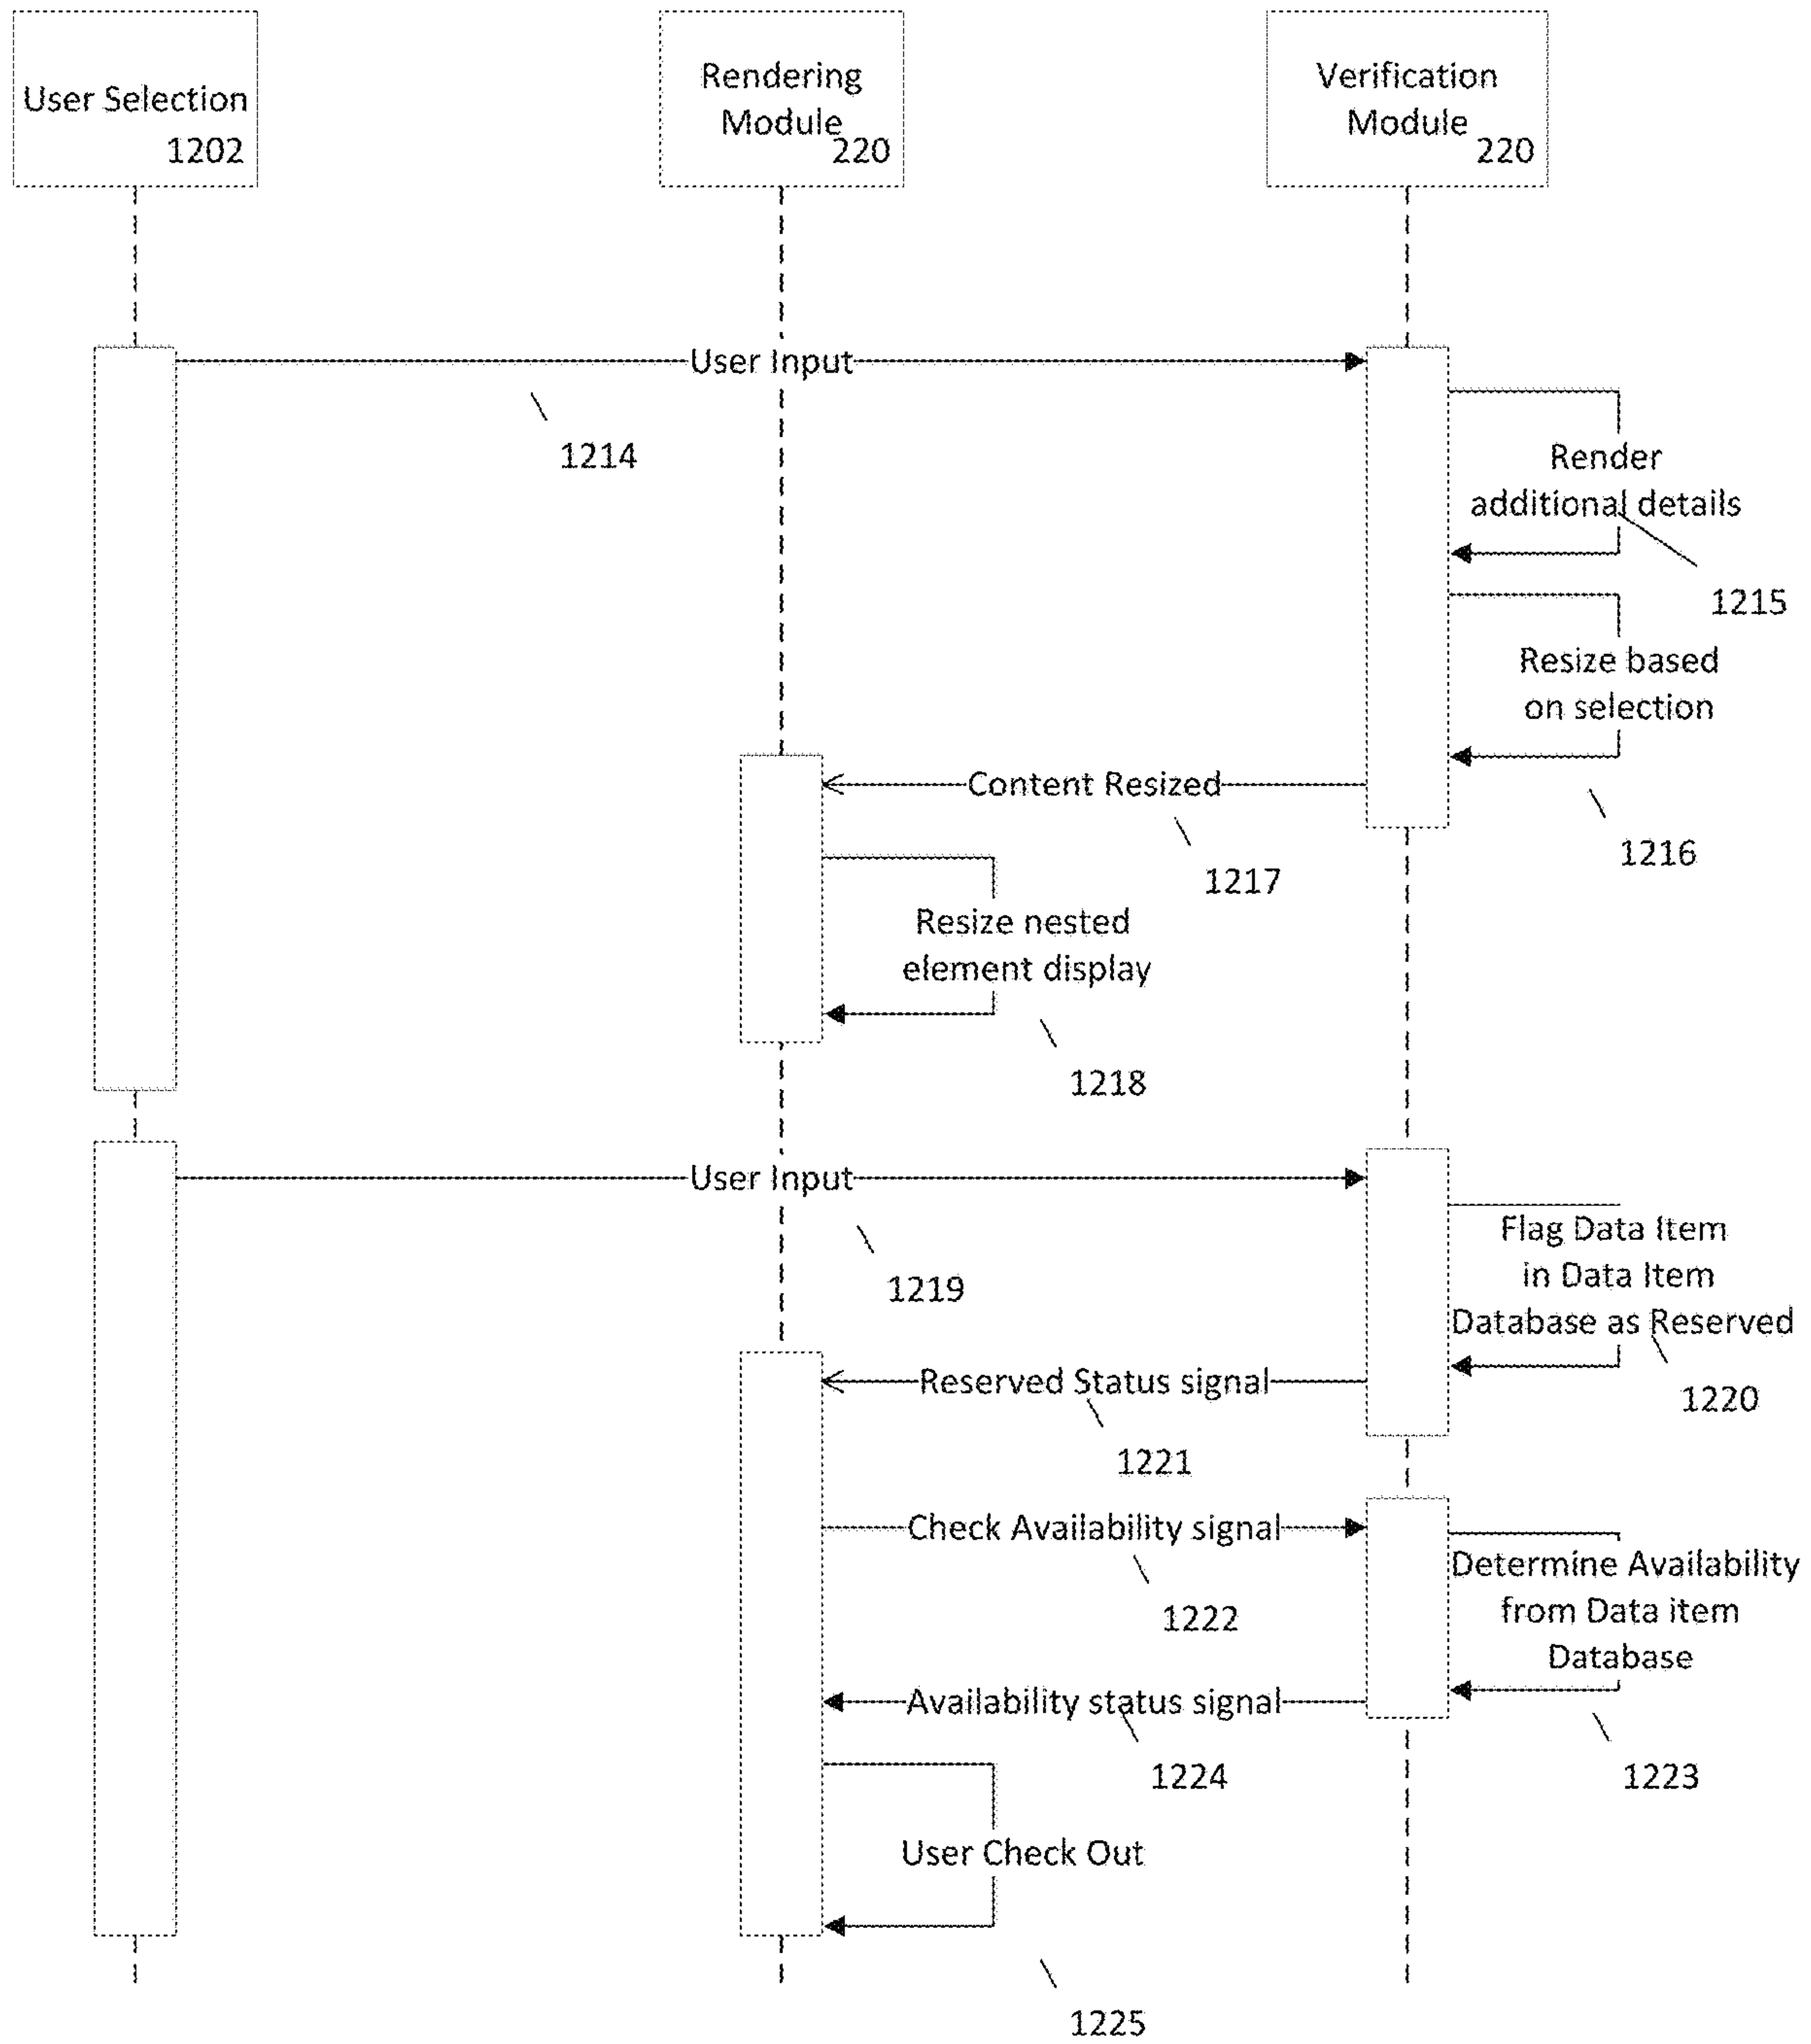 User Selection
1202
Rendering
Module
220
Verification
Module
220
User Input
1214
Render
additional details
1215
Resize based
on selection
1216
Content Resized
1217
Resize nested
element display
1218
User Input
1219
Flag Data Item
in Data Item
Database as Reserved
1220
Reserved Status signal
1221
Check Availability signal
1222
Determine Availability
from Data item
Database
1223
Availability status signal
1224
User Check Out
1225